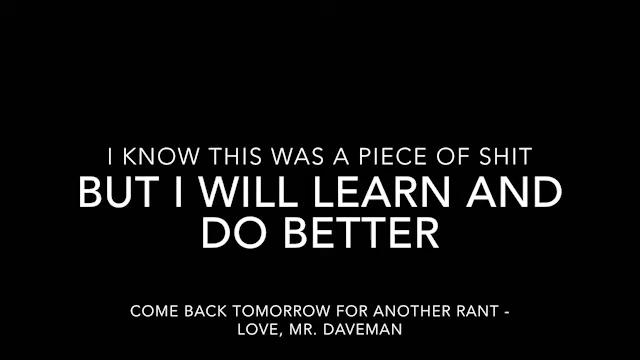 I KNOW THIS WAS A PIECE OF SHIT
BUT I WILL LEARN AND
DO BETTER
COME BACK TOMORROW FOR ANOTHER RANT -
LOVE, MR. DAVEMAN